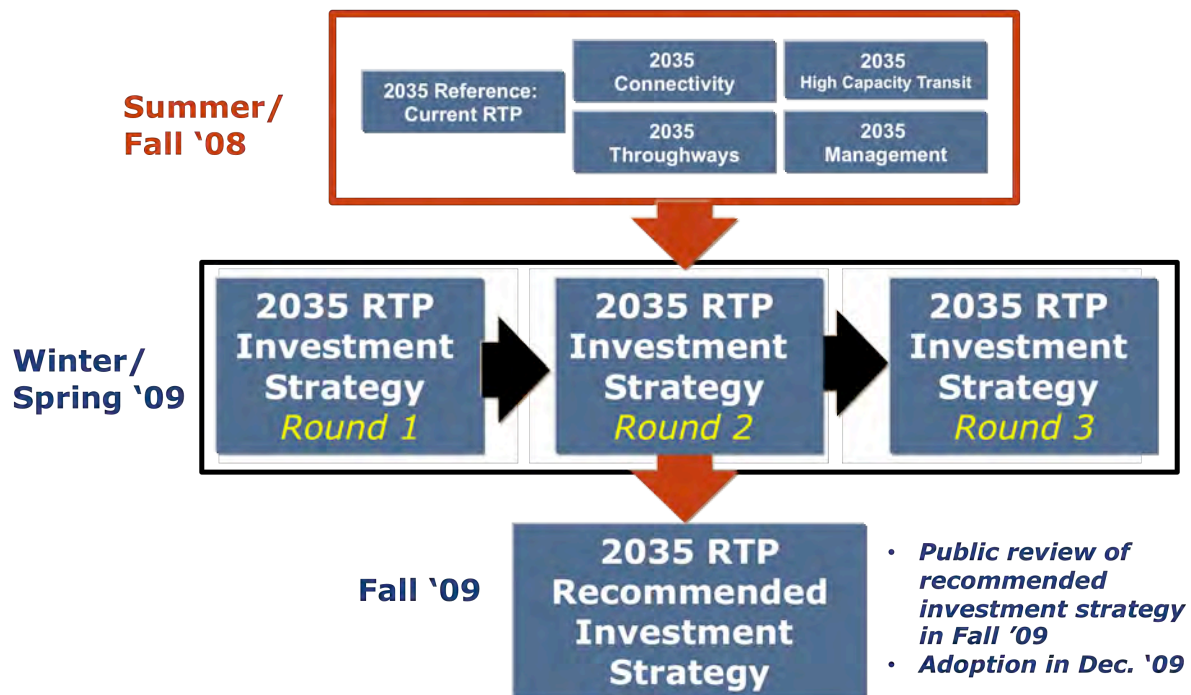 Summer/
Fall ‘08
2035 Reference:
Current RTP
2035
Connectivity
2035
High Capacity Transit
2035
Throughways
2035
Management
Winter/
Spring ‘09
2035 RTP
Investment
Strategy
Round 1
2035 RTP
Investment
Strategy
Round 2
2035 RTP
Investment
Strategy
Round 3
Fall ‘09
2035 RTP
Recommended
Investment
Strategy
• Public review of
recommended
investment strategy
in Fall ’09
• Adoption in Dec. ‘09